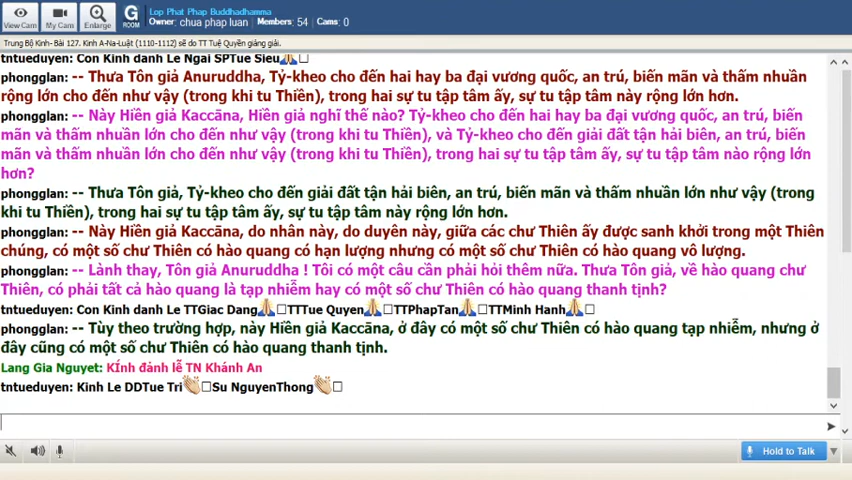 Lop Phat Phap Buddhadhamma
Owner: chua phap luan  Members: 54  Cams: 0
View Cam  My Cam  Enlarge  G ROOM
Trung Bộ Kinh- Bài 127. Kinh A-Na-Luật (1110-1112) sẽ do TT Tuệ Quyền giảng giải.
tntueduyen: Con Kinh danh Le Ngai SPTue Sieu🙏
phongglan: -- Thưa Tôn giả Anuruddha, Tỷ-kheo cho đến hai hay ba đại vương quốc, an trú, biến mãn và thấm nhuần
rộng lớn cho đến như vậy (trong khi tu Thiền), trong hai sự tu tập tâm ấy, sự tu tập tâm này rộng lớn hơn.
phongglan: -- Này Hiền giả Kaccāna, Hiền giả nghĩ thế nào? Tỷ-kheo cho đến hai hay ba đại vương quốc, an trú, biến
mãn và thấm nhuần lớn cho đến như vậy (trong khi tu Thiền), và Tỷ-kheo cho đến giải đất tận hải biên, an trú, biến
mãn và thấm nhuần lớn cho đến như vậy (trong khi tu Thiền), trong hai sự tu tập tâm ấy, sự tu tập tâm nào rộng lớn
hơn?
phongglan: -- Thưa Tôn giả, Tỷ-kheo cho đến giải đất tận hải biên, an trú, biến mãn và thấm nhuần lớn như vậy (trong
khi tu Thiền), trong hai sự tu tập tâm ấy, sự tu tập tâm này rộng lớn hơn.
phongglan: -- Này Hiền giả Kaccāna, do nhân này, do duyên này, giữa các chư Thiên ấy được sanh khởi trong một Thiên
chúng, có một số chư Thiên có hào quang có hạn lượng nhưng có một số chư Thiên có hào quang vô lượng.
phongglan: -- Lành thay, Tôn giả Anuruddha ! Tôi có một câu cần phải hỏi thêm nữa. Thưa Tôn giả, về hào quang chư
Thiên, có phải tất cả hào quang là tạp nhiễm hay có một số chư Thiên có hào quang thanh tịnh?
tntueduyen: Con Kinh danh Le TTGiac Dang🙏TTTue Quyen🙏TTPhapTan🙏TTMinh Hanh🙏
phongglan: -- Tùy theo trường hợp, này Hiền giả Kaccāna, ở đây có một số chư Thiên có hào quang tạp nhiễm, nhưng ở
đây cũng có một số chư Thiên có hào quang thanh tịnh.
Lang Gia Nguyet: KÍnh đảnh lễ TN Khánh An
tntueduyen: Kinh Le DDTue Tri👏Su NguyenThong👏
Hold to Talk